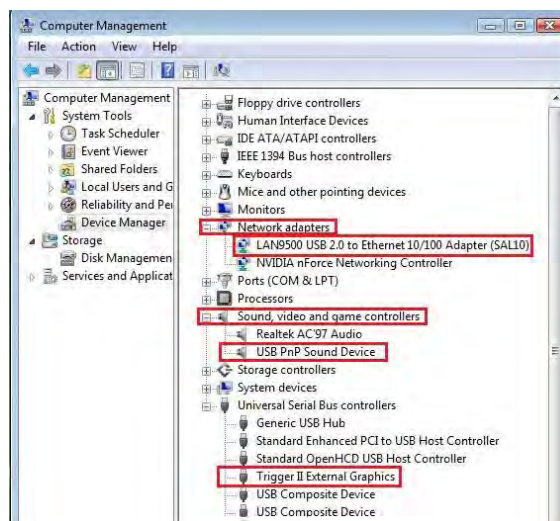 Computer Management
File Action View Help
Computer Management
System Tools
Task Scheduler
Event Viewer
Shared Folders
Local Users and G
Reliability and Per
Device Manager
Storage
Disk Managemen
Services and Applicat
Floppy drive controllers
Human Interface Devices
IDE ATA/ATAPI controllers
IEEE 1394 Bus host controllers
Keyboards
Mice and other pointing devices
Monitors
Network adapters
LAN9500 USB 2.0 to Ethernet 10/100 Adapter (SAL10)
NVIDIA nForce Networking Controller
Ports (COM & LPT)
Processors
Sound, video and game controllers
Realtek AC'97 Audio
USB PnP Sound Device
Storage controllers
System devices
Universal Serial Bus controllers
Generic USB Hub
Standard Enhanced PCI to USB Host Controller
Standard OpenHCD USB Host Controller
Trigger II External Graphics
USB Composite Device
USB Composite Device